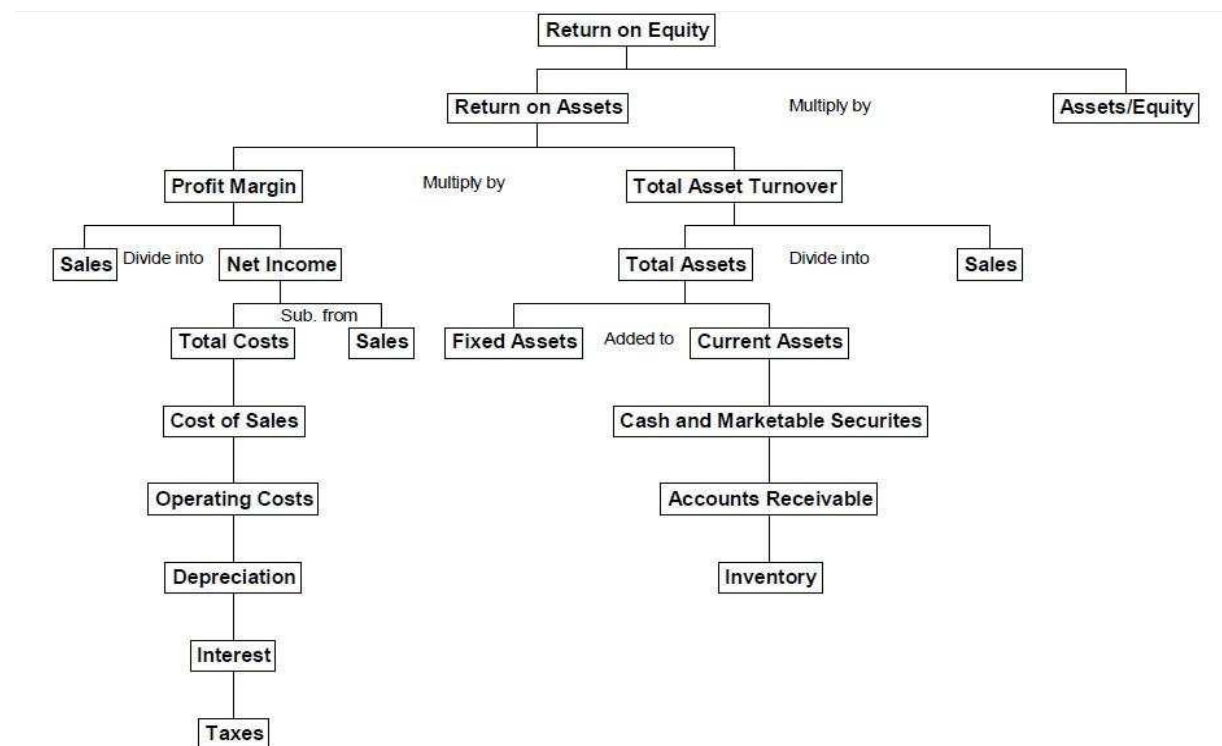 Return on Equity
Return on Assets Multiply by Assets/Equity
Profit Margin Multiply by Total Asset Turnover
Sales Divide into Net Income Total Assets Divide into Sales
Sub. from
Total Costs Sales Fixed Assets Added to Current Assets
Cost of Sales Cash and Marketable Securites
Operating Costs Accounts Receivable
Depreciation Inventory
Interest
Taxes